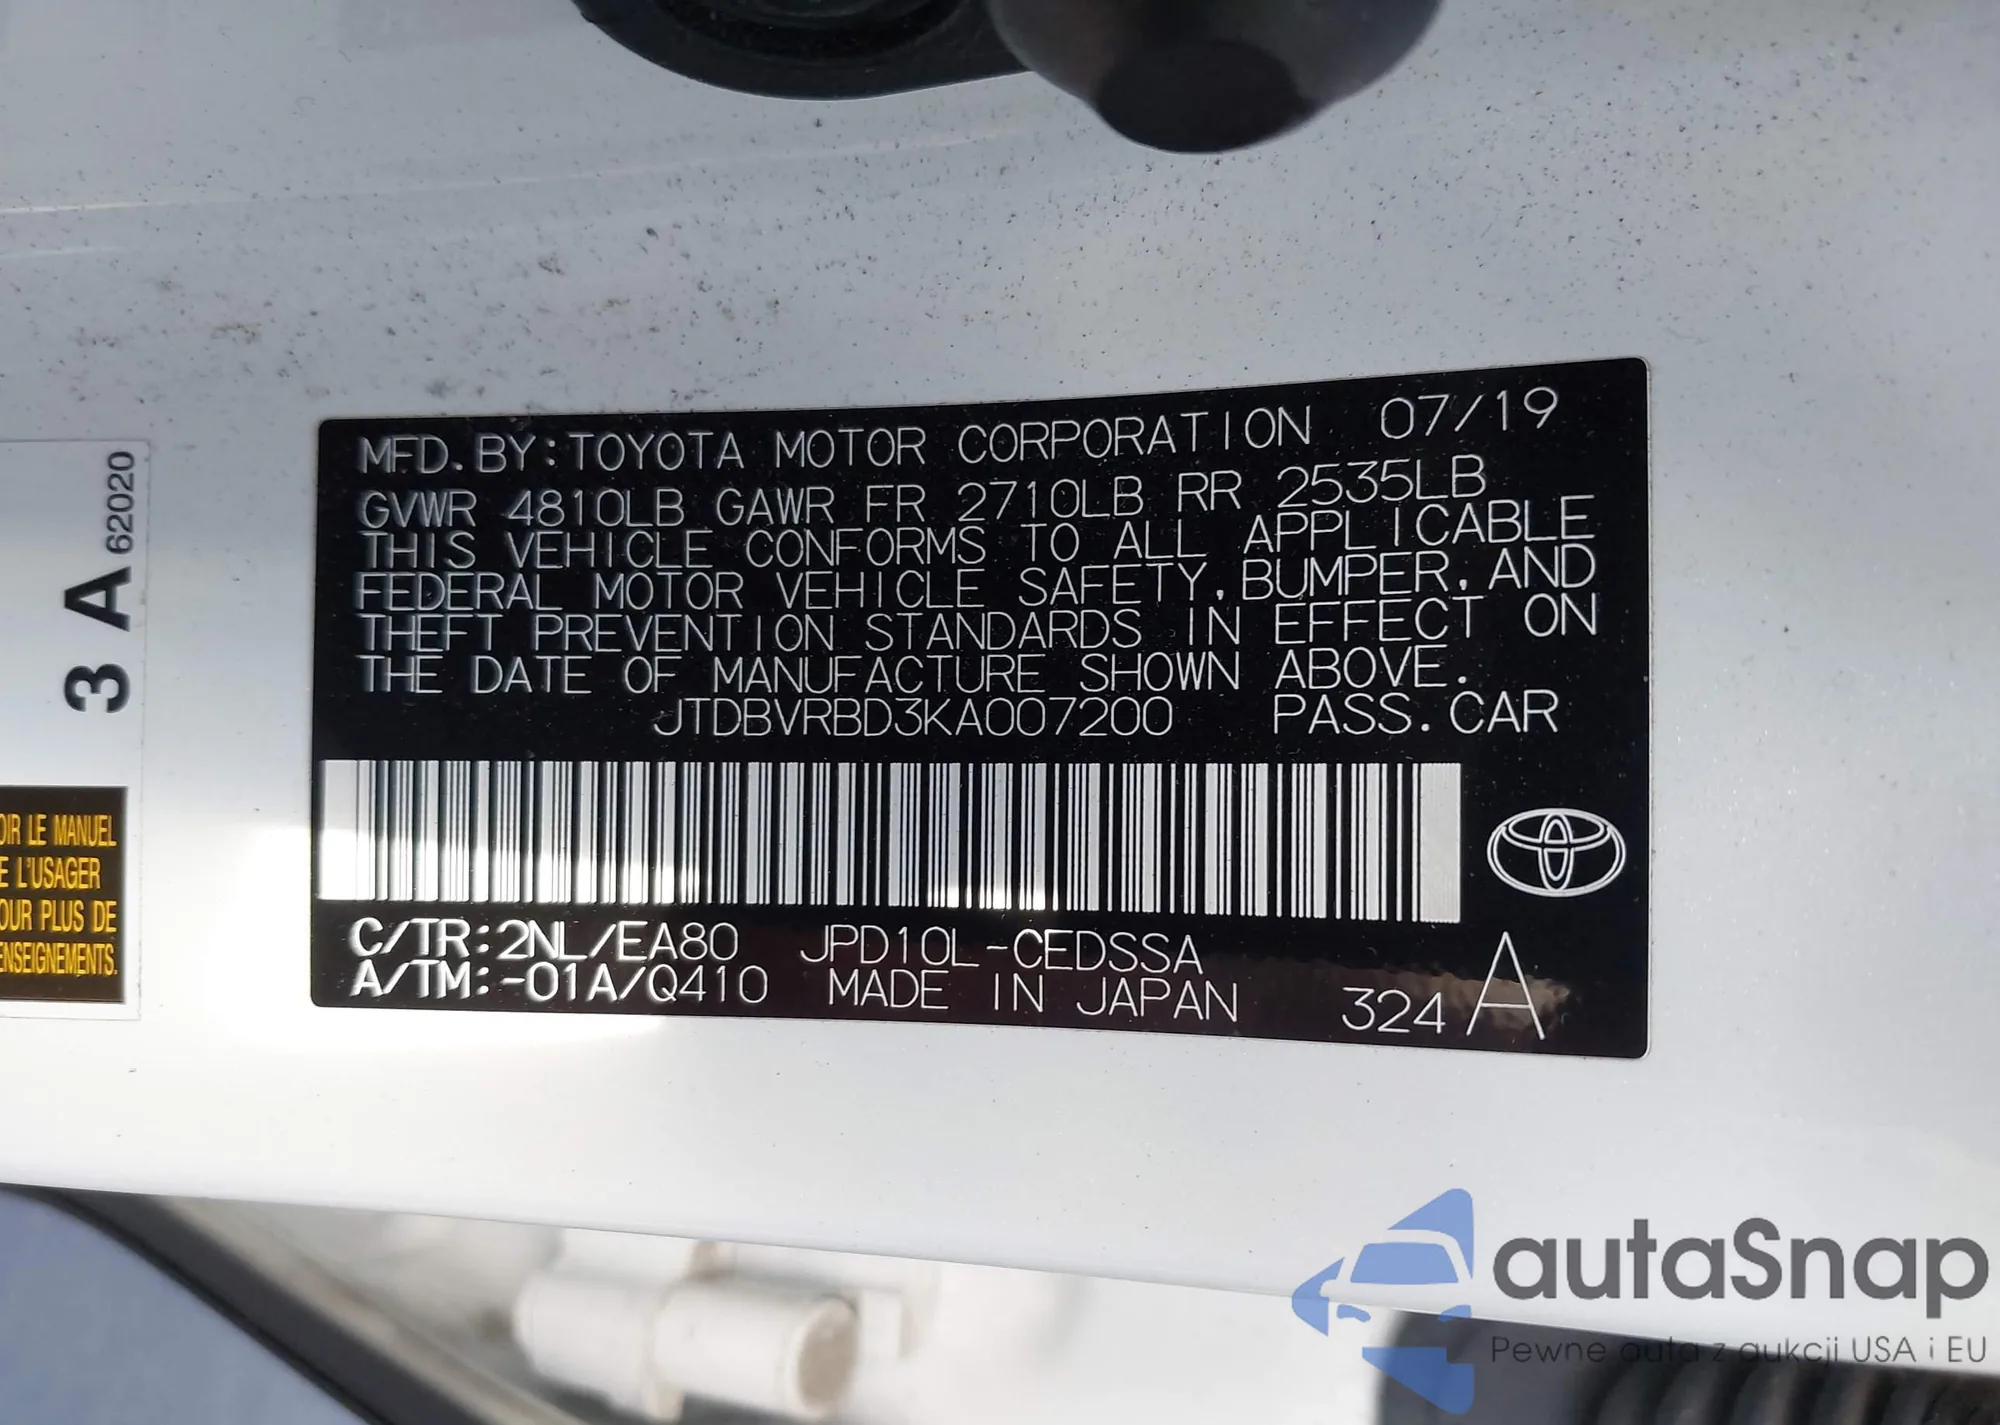 MFD. BY: TOYOTA MOTOR CORPORATION 07/19
GVWR 4810LB GAWR FR 2710LB RR 2535LB
THIS VEHICLE CONFORMS TO ALL APPLICABLE
FEDERAL MOTOR VEHICLE SAFETY, BUMPER, AND
THEFT PREVENTION STANDARDS IN EFFECT ON
THE DATE OF MANUFACTURE SHOWN ABOVE.
JTDBVRBD3KA007200 PASS. CAR
C/TR: 2NL/EA80 JPD10L-CEDSSA
A/TM: -01A/Q410 MADE IN JAPAN 324 A
3 A 62020
LE MANUEL
L'USAGER
PLUS DE
autaSnap
Pewne auta z aukcji USA i EU